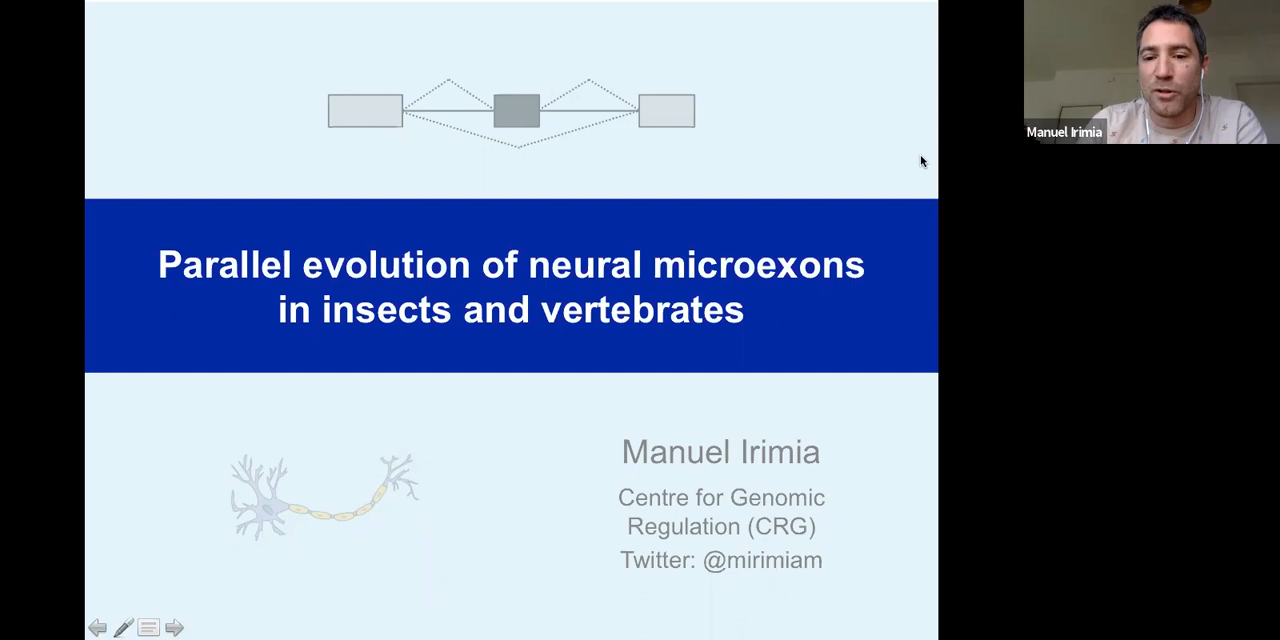 Manuel Irimia
Parallel evolution of neural microexons
in insects and vertebrates
Manuel Irimia
Centre for Genomic
Regulation (CRG)
Twitter: @mirimiam